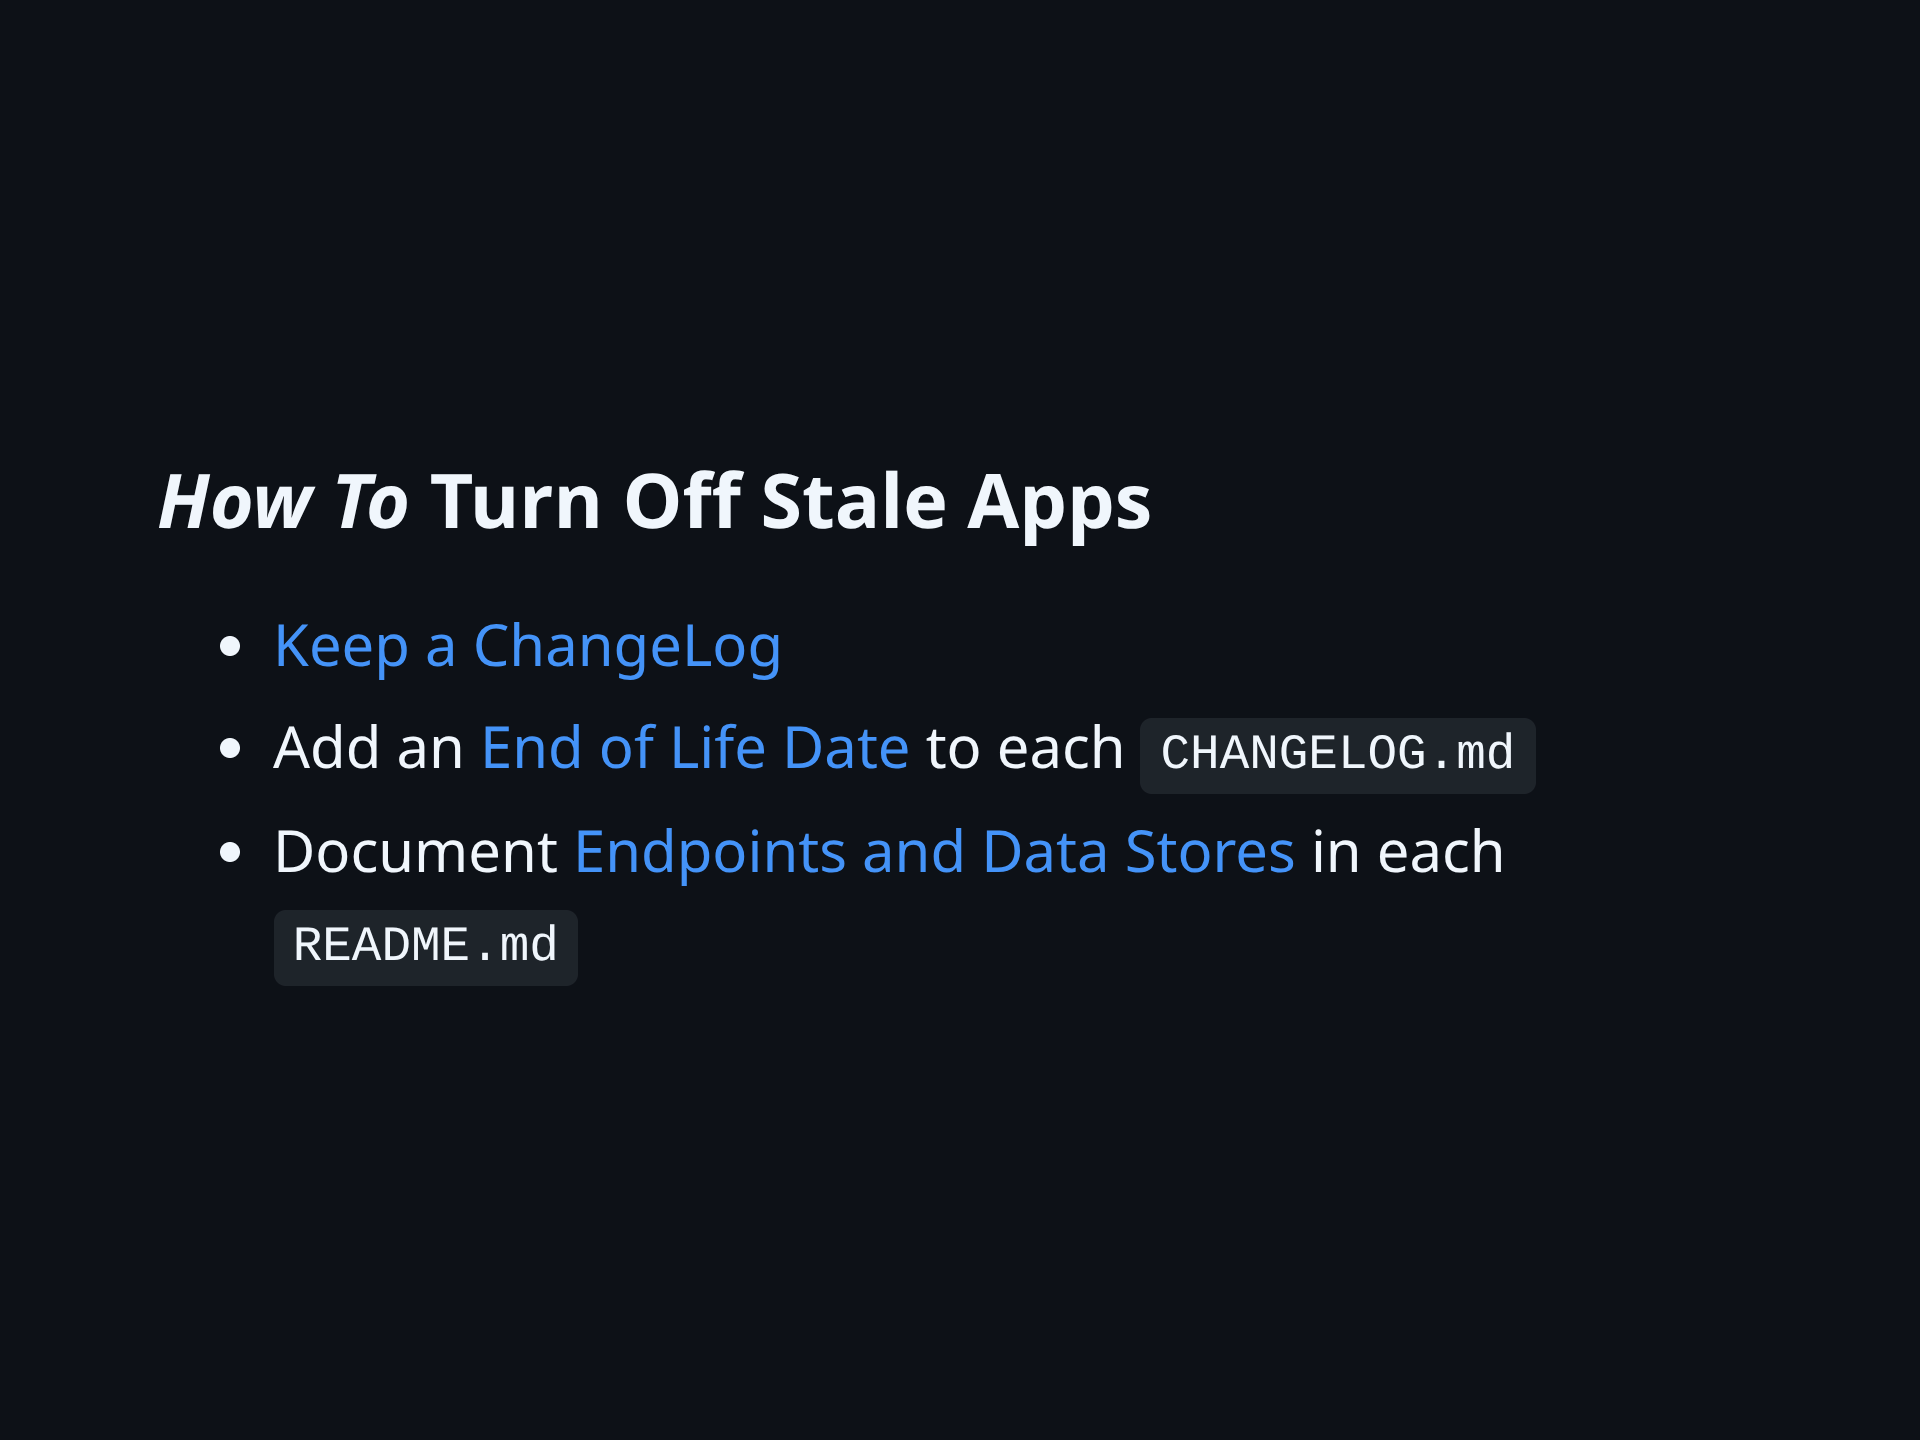 How To Turn Off Stale Apps
Keep a ChangeLog
Add an End of Life Date to each CHANGELOG.md
Document Endpoints and Data Stores in each
README.md